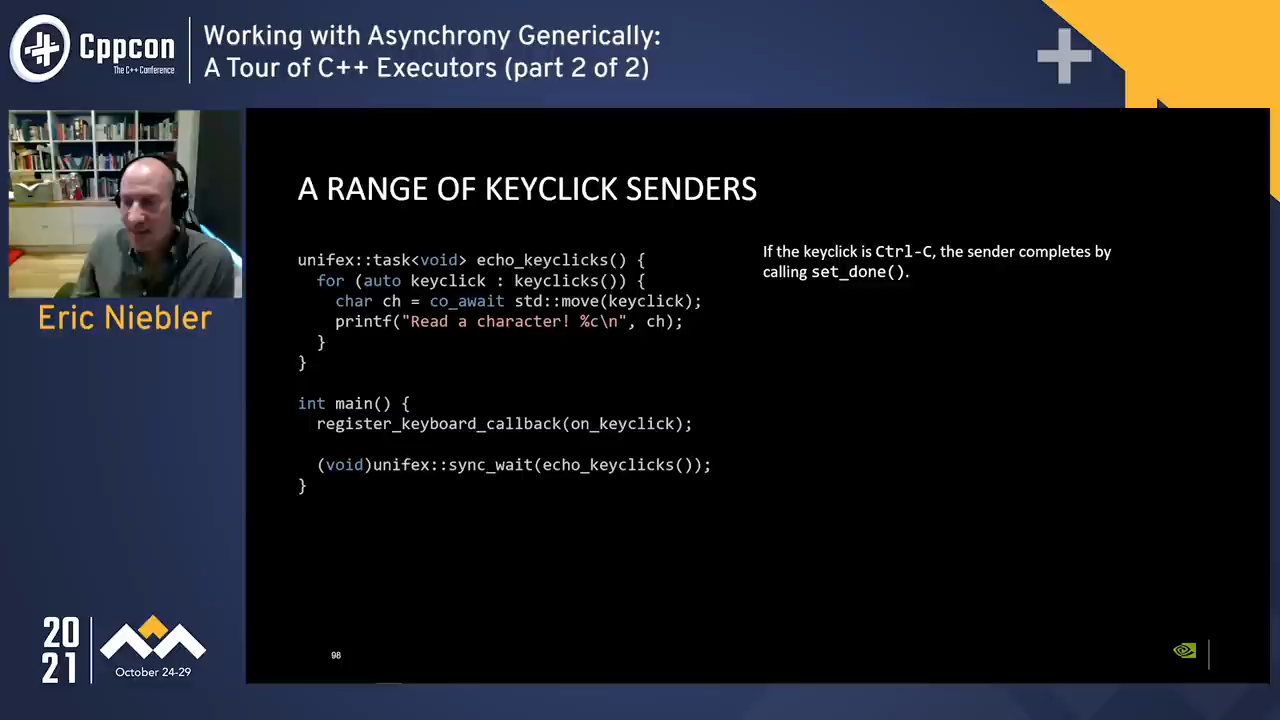 Cppcon
The C++ Conference
Working with Asynchrony Generically:
A Tour of C++ Executors (part 2 of 2)
Eric Niebler
A RANGE OF KEYCLICK SENDERS
unifex::task<void> echo_keyclicks() {
for (auto keyclick : keyclicks()) {
char ch = co_await std::move(keyclick);
printf("Read a character! %c\n", ch);
}
}
int main() {
register_keyboard_callback(on_keyclick);
(void)unifex::sync_wait(echo_keyclicks());
}
If the keyclick is Ctrl-C, the sender completes by
calling set_done().
98
20
21
October 24-29